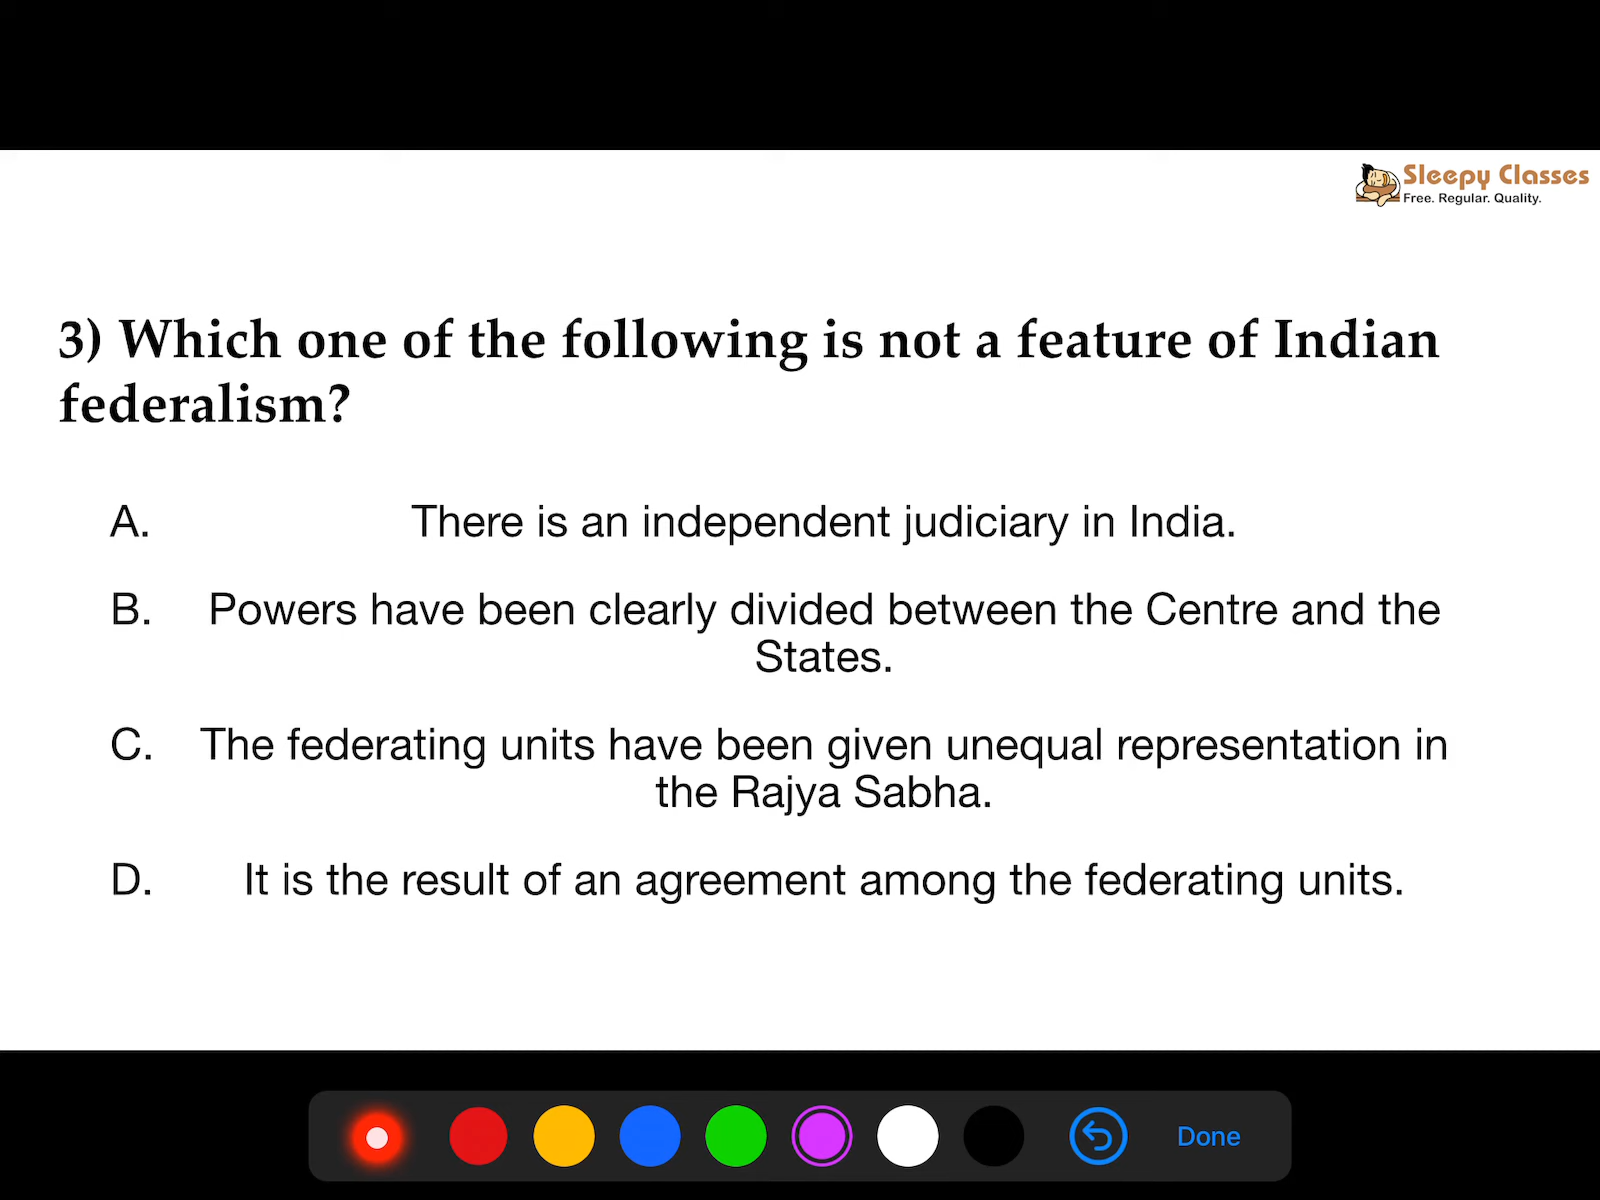 Sleepy Classes
Free. Regular. Quality.
3) Which one of the following is not a feature of Indian
federalism?
A. There is an independent judiciary in India.
B. Powers have been clearly divided between the Centre and the
States.
C. The federating units have been given unequal representation in
the Rajya Sabha.
D. It is the result of an agreement among the federating units.
Done